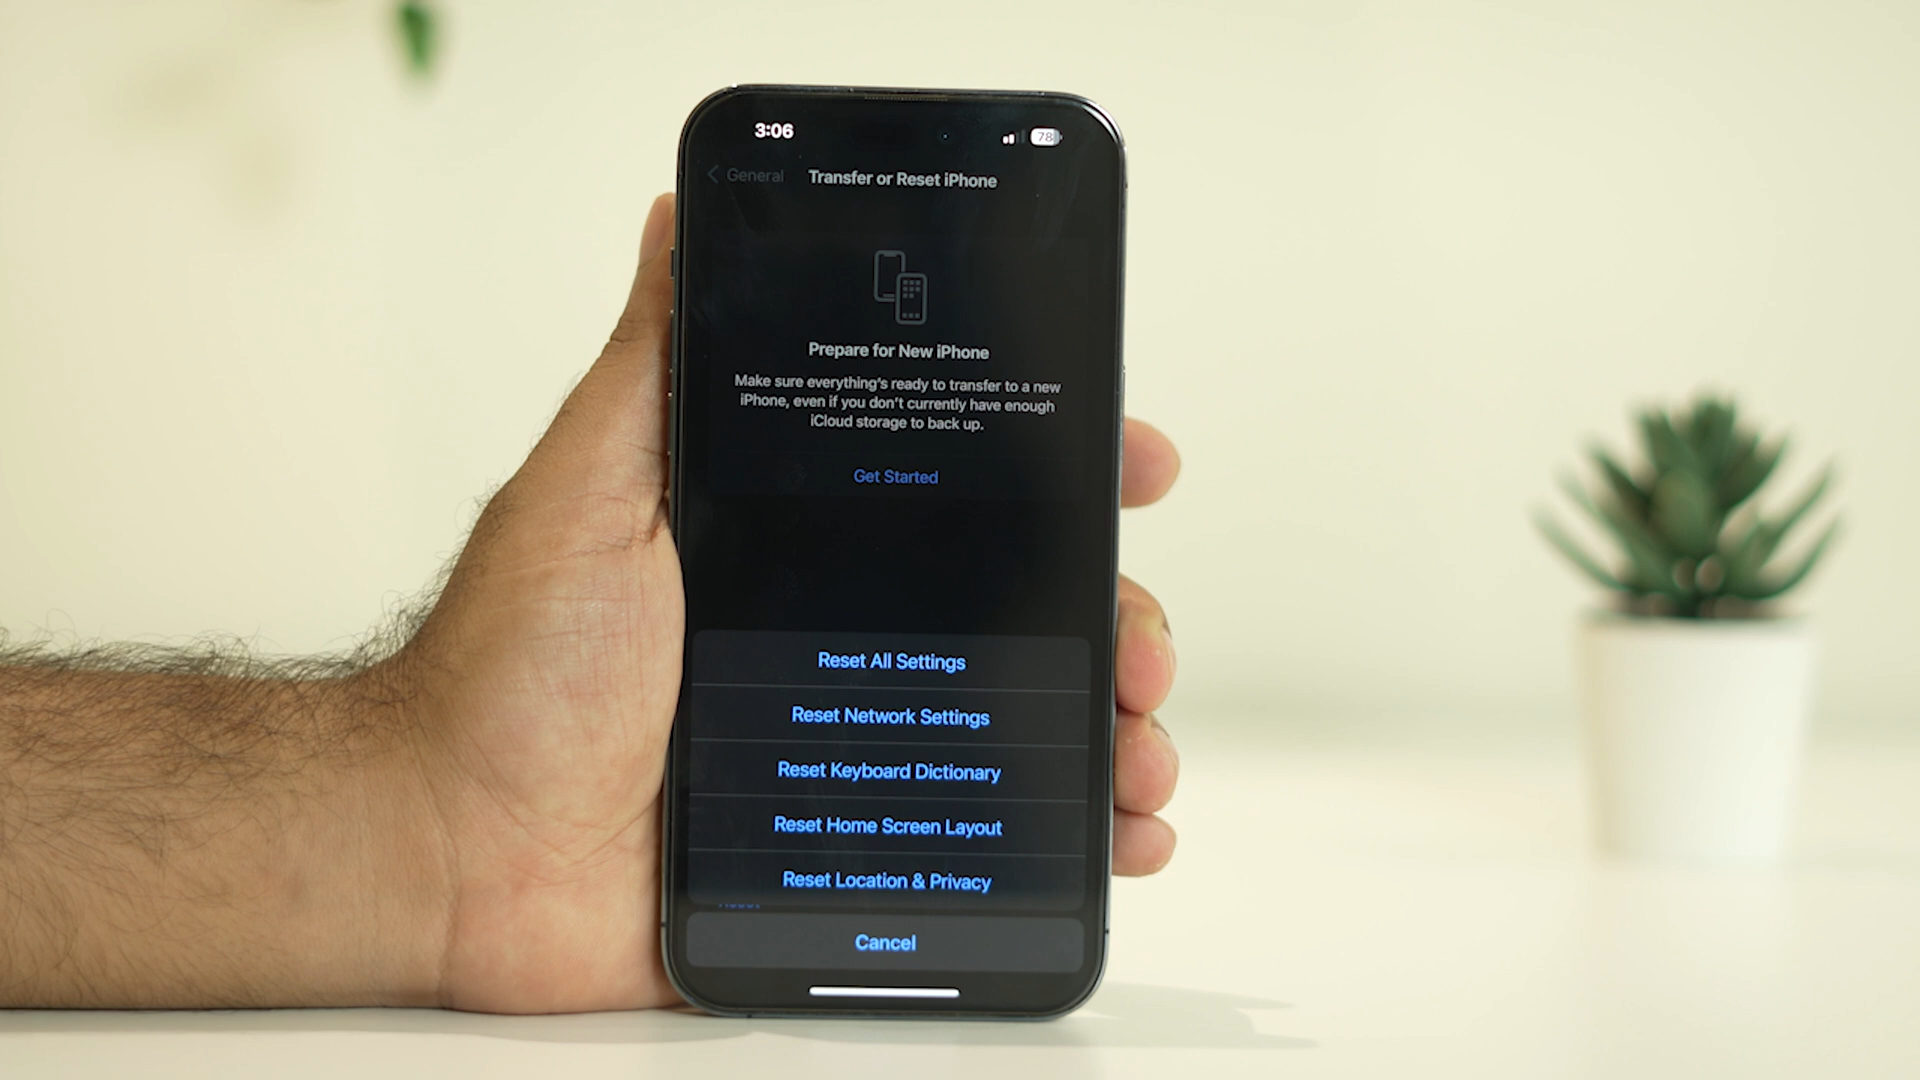 3:06
78
General
Transfer or Reset iPhone
Prepare for New iPhone
Make sure everything's ready to transfer to a new
iPhone, even if you don't currently have enough
iCloud storage to back up.
Get Started
Reset All Settings
Reset Network Settings
Reset Keyboard Dictionary
Reset Home Screen Layout
Reset Location & Privacy
Cancel